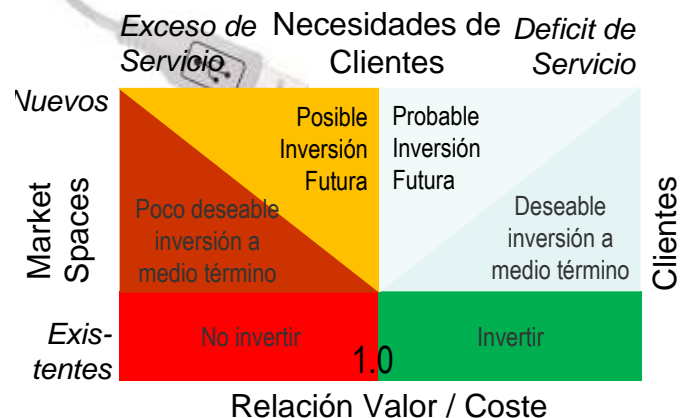 Exceso de
Servicio
Necesidades de
Clientes
Deficit de
Servicio
Nuevos
Market
Spaces
Exis-
tentes
Posible
Inversión
Futura
Probable
Inversión
Futura
Poco deseable
inversión a
medio término
Deseable
inversión a
medio término
Clientes
No invertir
1.0
Invertir
Relación Valor / Coste